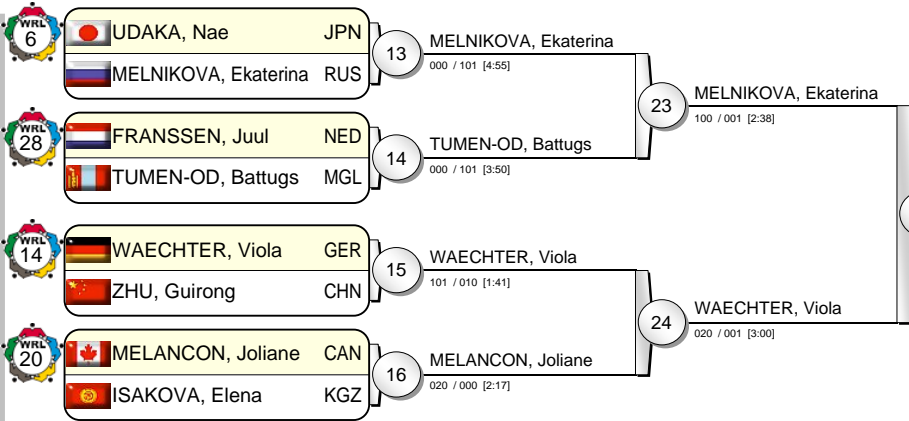 WRL
6
UDAKA, Nae JPN
MELNIKOVA, Ekaterina RUS
13
MELNIKOVA, Ekaterina
000 / 101 [4:55]
WRL
28
FRANSSEN, Juul NED
TUMEN-OD, Battugs MGL
14
TUMEN-OD, Battugs
000 / 101 [3:50]
23
MELNIKOVA, Ekaterina
100 / 001 [2:38]
WRL
14
WAECHTER, Viola GER
ZHU, Guirong CHN
15
WAECHTER, Viola
101 / 010 [1:41]
WRL
20
MELANCON, Joliane CAN
ISAKOVA, Elena KGZ
16
MELANCON, Joliane
020 / 000 [2:17]
24
WAECHTER, Viola
020 / 001 [3:00]